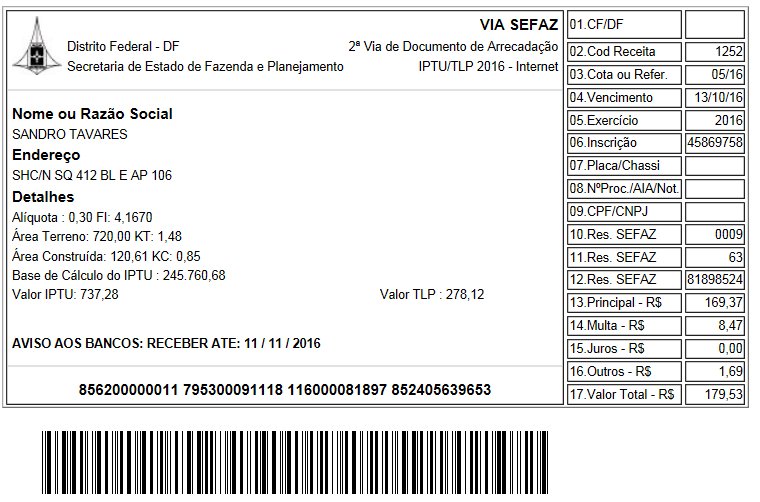 VIA SEFAZ
Distrito Federal - DF
2ª Via de Documento de Arrecadação
Secretaria de Estado de Fazenda e Planejamento
IPTU/TLP 2016 - Internet
Nome ou Razão Social
SANDRO TAVARES
Endereço
SHC/N SQ 412 BL E AP 106
Detalhes
Alíquota : 0,30 FI: 4,1670
Área Terreno: 720,00 KT: 1,48
Área Construída: 120,61 KC: 0,85
Base de Cálculo do IPTU : 245.760,68
Valor IPTU: 737,28 Valor TLP : 278,12
AVISO AOS BANCOS: RECEBER ATE: 11 / 11 / 2016
856200000011 795300091118 116000081897 852405639653
01.CF/DF
02.Cod Receita 1252
03.Cota ou Refer. 05/16
04.Vencimento 13/10/16
05.Exercício 2016
06.Inscrição 45869758
07.Placa/Chassi
08.NºProc./AIA/Not.
09.CPF/CNPJ
10.Res. SEFAZ 0009
11.Res. SEFAZ 63
12.Res. SEFAZ 81898524
13.Principal - R$ 169,37
14.Multa - R$ 8,47
15.Juros - R$ 0,00
16.Outros - R$ 1,69
17.Valor Total - R$ 179,53